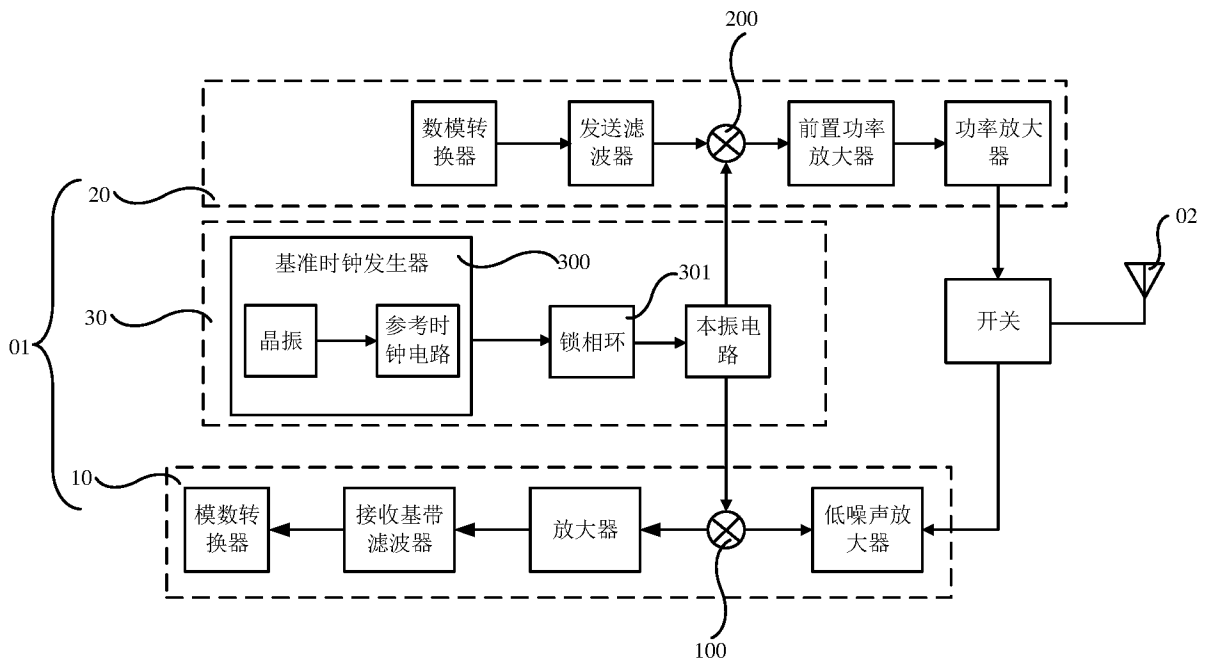 200
数模转
换器
发送滤
波器
前置功率
放大器
功率放大
器
20
02
基准时钟发生器
300
301
30
晶振
参考时
钟电路
锁相环
本振电
路
开关
01
10
模数转
换器
接收基带
滤波器
放大器
低噪声放
大器
100